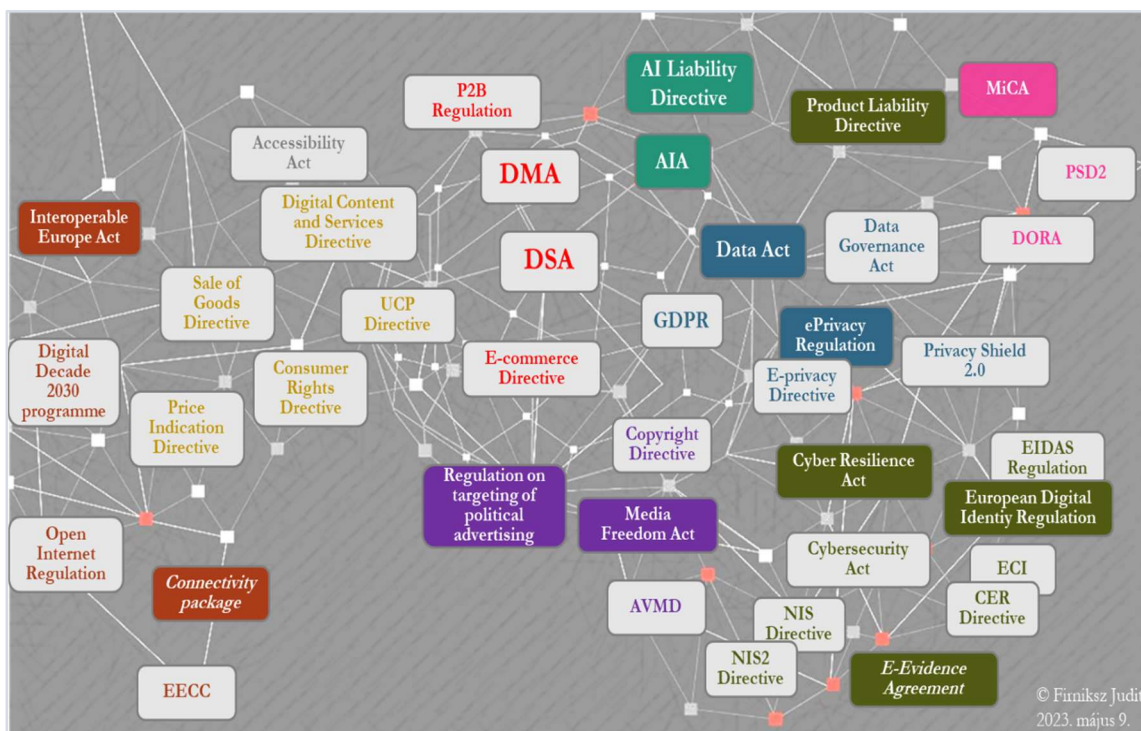 AI Liability
Directive
MiCA
P2B
Regulation
Product Liability
Directive
Accessibility
Act
AIA
DMA
PSD2
Interoperable
Europe Act
Digital Content
and Services
Directive
Data Act
Data
Governance
Act
DORA
DSA
Sale of
Goods
Directive
UCP
Directive
GDPR
ePrivacy
Regulation
Privacy Shield
2.0
Digital
Decade
2030
programme
Consumer
Rights
Drective
E-commerce
Directive
E-privacy
Directive
Price
Indication
Directive
Copyright
Directive
EIDAS
Regulation
Regulation on
targeting of
political
advertising
Cyber Resilience
Act
European Digital
Identiy Regulation
Media
Freedom Act
Open
Internet
Regulation
Cybersecurity
Act
ECI
Connectivity
package
CER
Directive
AVMD
NIS
Directive
NIS2
Directive
E-Evidence
Agreement
EECC
© Firniksz Judit
2023. május 9.